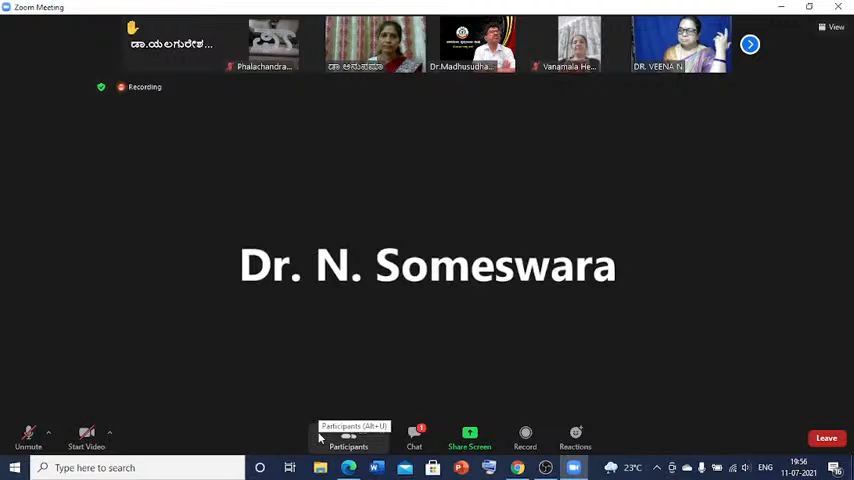 Zoom Meeting
ಡಾ.ಯಲಗುರೇಶ...
Phalachandra...
ಡಾ ಅನುಪಮಾ
Dr.Madhusudha...
Vanamala He...
DR. VEENA N
View
Recording
Dr. N. Someswara
Participants (Alt+U)
Unmute
Start Video
Participants
Chat
1
Share Screen
Record
Reactions
Leave
Type here to search
23°C
ENG
19:56
11-07-2021
16